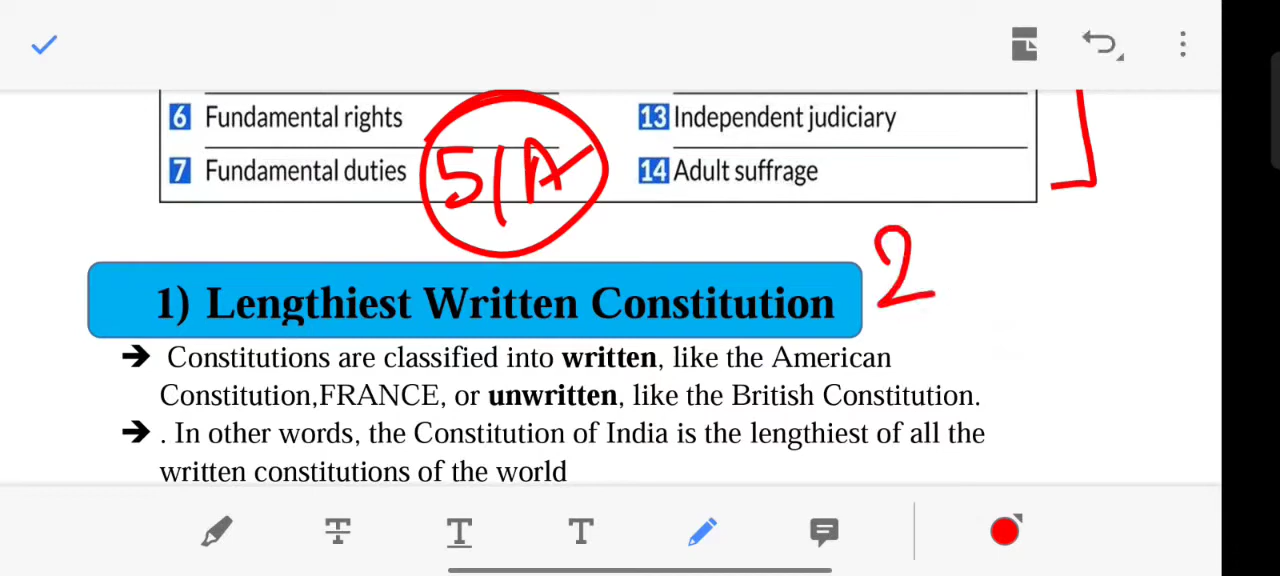 6 Fundamental rights
13 Independent judiciary
7 Fundamental duties
51A
14 Adult suffrage
1) Lengthiest Written Constitution
2
➔ Constitutions are classified into written, like the American
Constitution,FRANCE, or unwritten, like the British Constitution.
➔ . In other words, the Constitution of India is the lengthiest of all the
written constitutions of the world
T
T
T